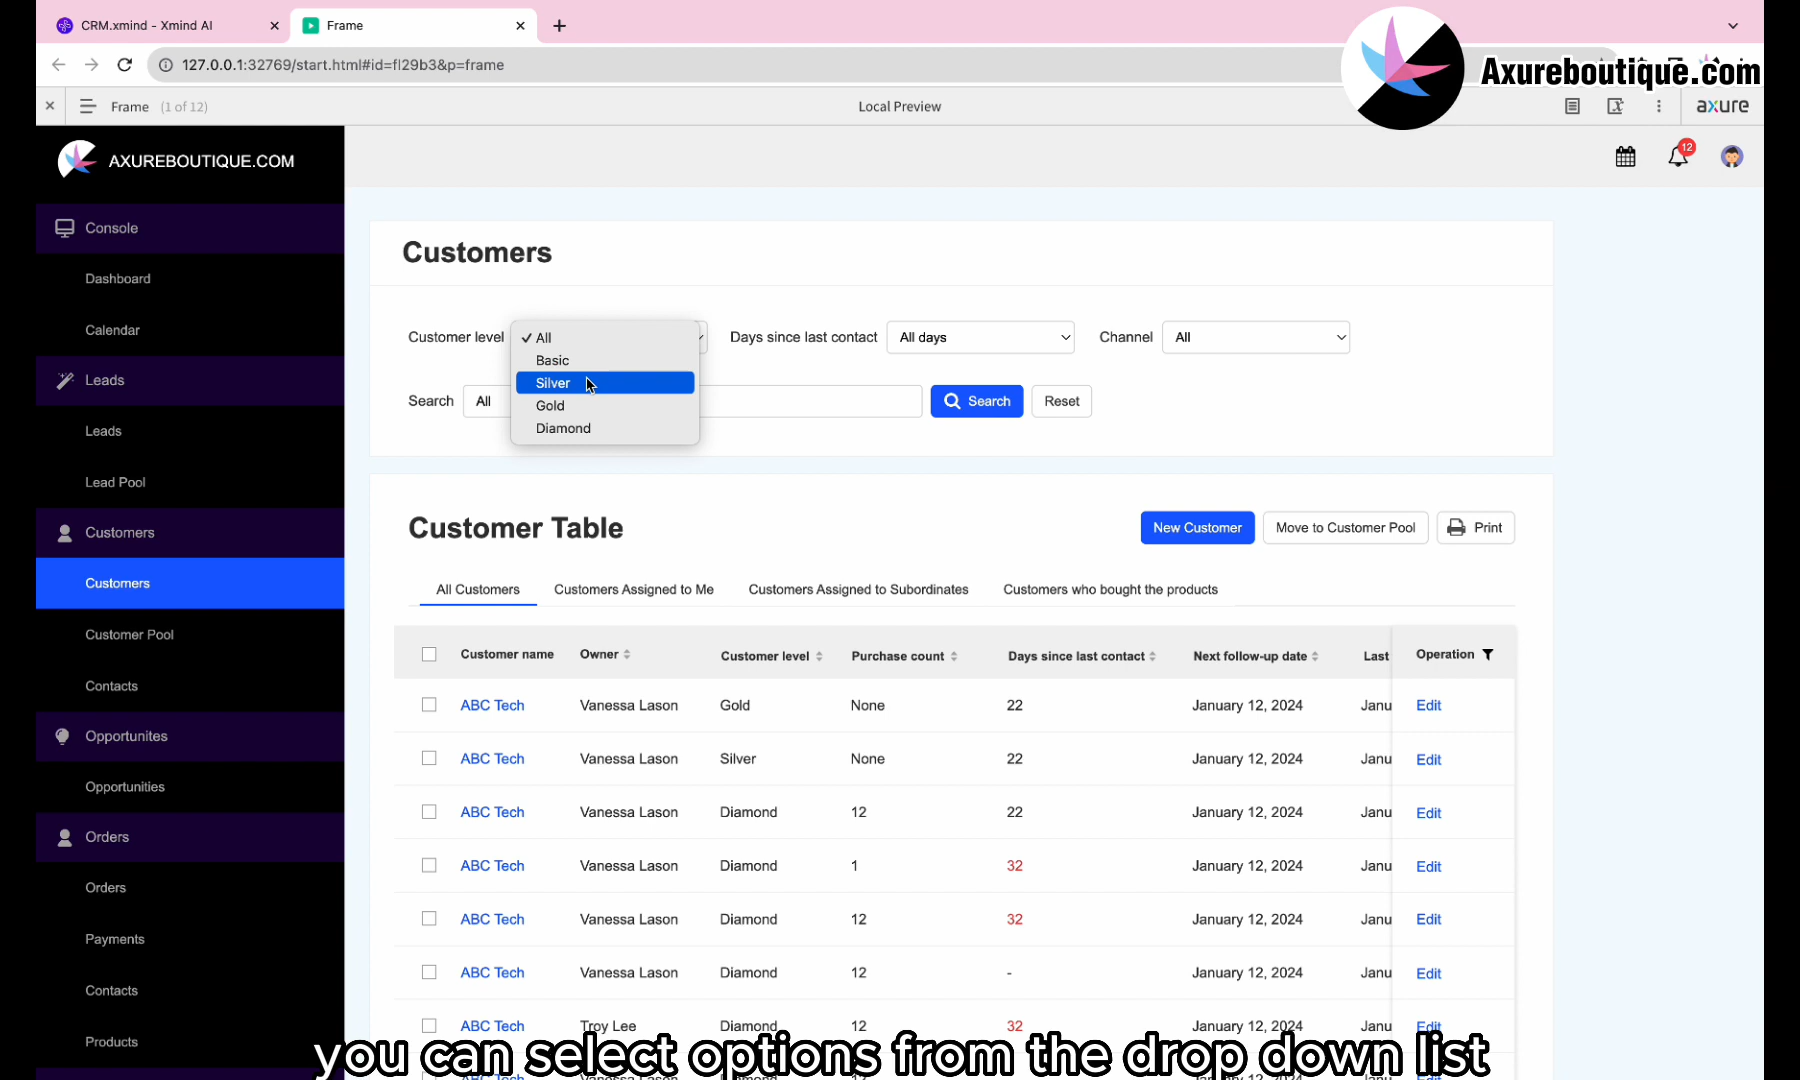 CRM.xmind - Xmind AI
Frame
127.0.0.1:32769/start.html#id=fl29b3&p=frame
Axureboutique.com
Frame (1 of 12)
Local Preview
axure
AXUREBOUTIQUE.COM
12
Console
Dashboard
Calendar
Leads
Leads
Lead Pool
Customers
Customers
Customer Pool
Contacts
Opportunites
Opportunities
Orders
Orders
Payments
Contacts
Products
Customers
Customer level
✓ All
Basic
Silver
Gold
Diamond
Days since last contact All days
Channel All
Search All
Search
Reset
Customer Table
New Customer Move to Customer Pool Print
All Customers Customers Assigned to Me Customers Assigned to Subordinates Customers who bought the products
Customer name Owner Customer level Purchase count Days since last contact Next follow-up date Last Operation
ABC Tech Vanessa Lason Gold None 22 January 12, 2024 Janu Edit
ABC Tech Vanessa Lason Silver None 22 January 12, 2024 Janu Edit
ABC Tech Vanessa Lason Diamond 12 22 January 12, 2024 Janu Edit
ABC Tech Vanessa Lason Diamond 1 32 January 12, 2024 Janu Edit
ABC Tech Vanessa Lason Diamond 12 32 January 12, 2024 Janu Edit
ABC Tech Vanessa Lason Diamond 12 - January 12, 2024 Janu Edit
ABC Tech Troy Lee Diamond 12 32 January 12, 2024 Janu Edit
you can select options from the drop down list